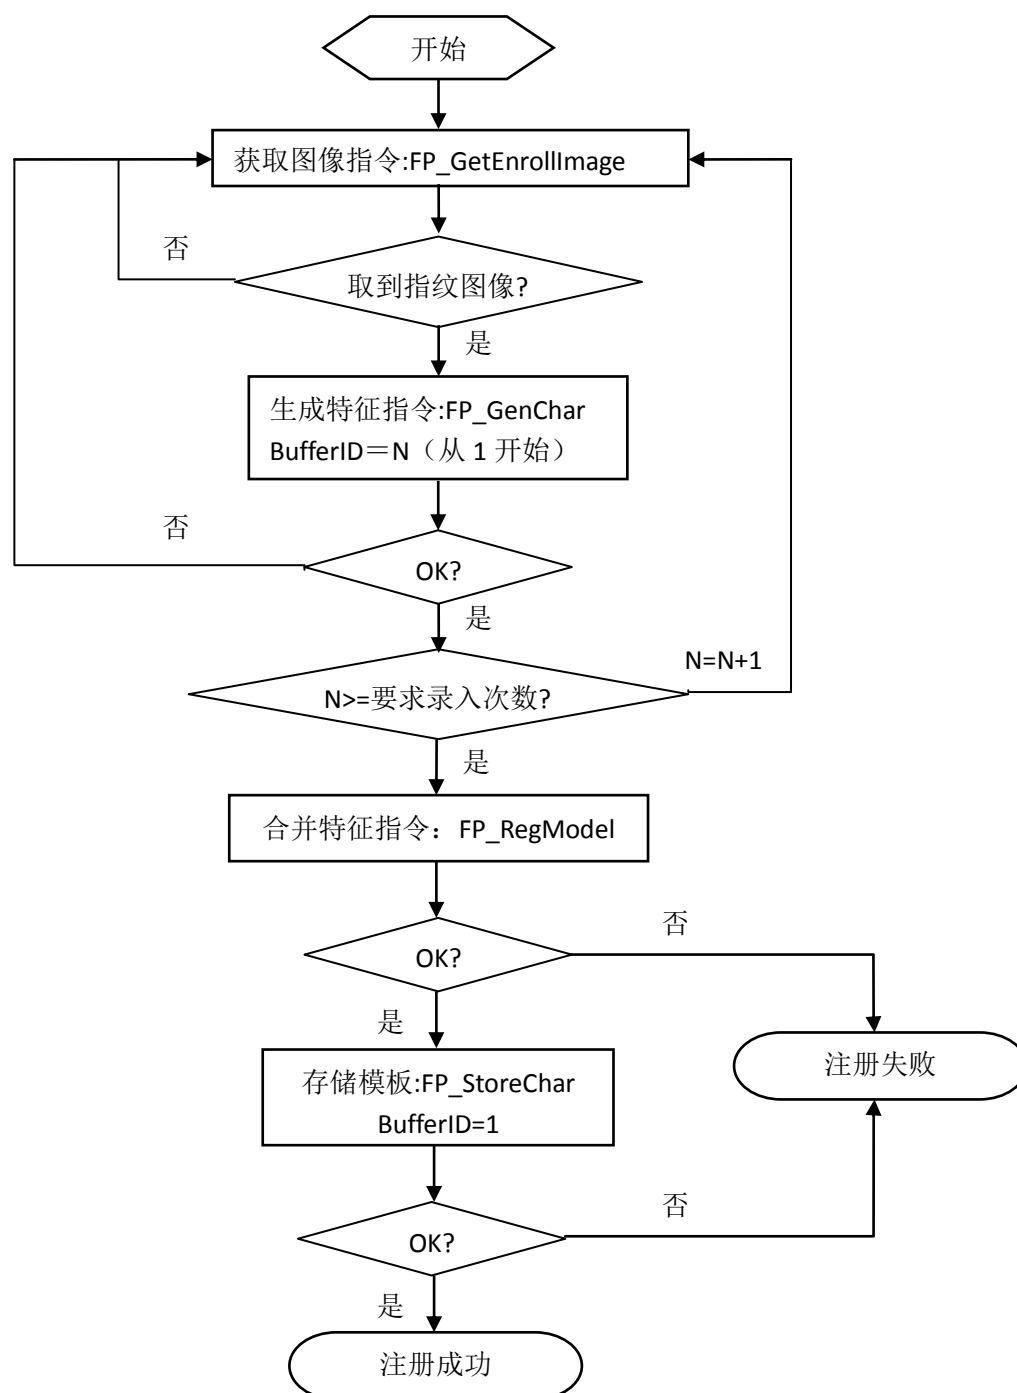 开始
获取图像指令:FP_GetEnrollImage
否
取到指纹图像?
是
生成特征指令:FP_GenChar
BufferID＝N（从 1 开始）
否
OK?
是
N=N+1
N>=要求录入次数?
是
合并特征指令：FP_RegModel
否
OK?
是
注册失败
存储模板:FP_StoreChar
BufferID=1
否
OK?
是
注册成功